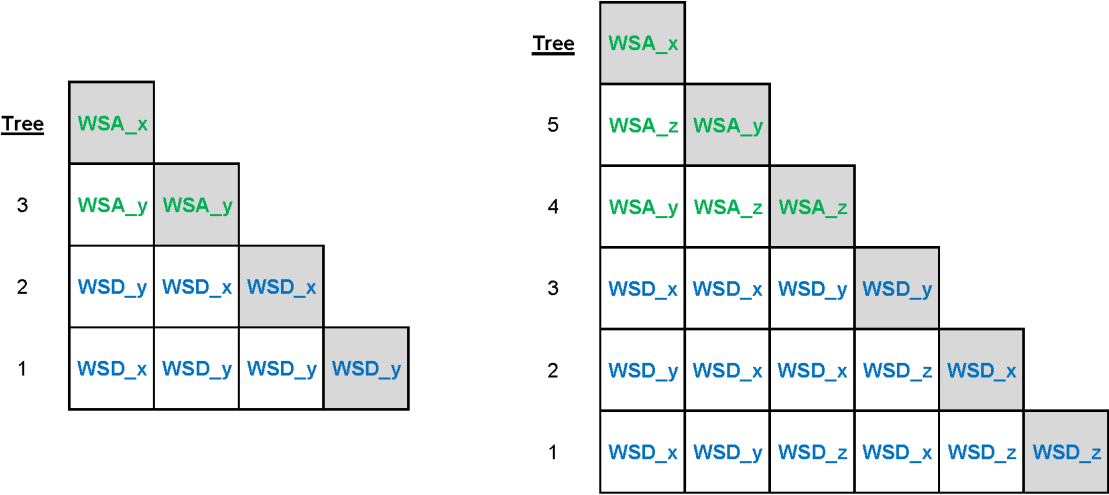 Tree
WSA_x
3
WSA_y WSA_y
2
WSD_y WSD_x WSD_x
1
WSD_x WSD_y WSD_y WSD_y
Tree
WSA_x
5
WSA_z WSA_y
4
WSA_y WSA_z WSA_z
3
WSD_x WSD_x WSD_y WSD_y
2
WSD_y WSD_x WSD_x WSD_z WSD_x
1
WSD_x WSD_y WSD_z WSD_x WSD_z WSD_z